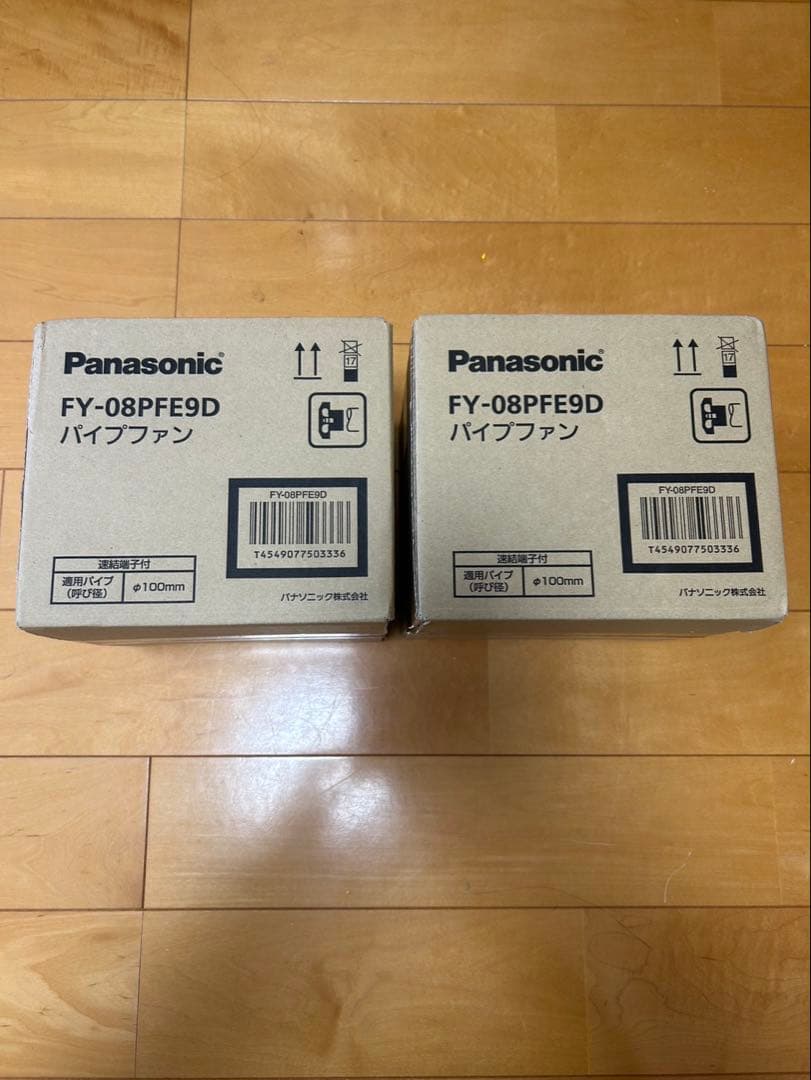 Panasonic®
17
FY-08PFE9D
パイプファン
FY-08PFE9D
T4549077503336
速結端子付
適用パイプ
(呼び径)
φ100mm
パナソニック株式会社
Panasonic®
17
FY-08PFE9D
パイプファン
FY-08PFE9D
T4549077503336
速結端子付
適用パイプ
(呼び径)
φ100mm
パナソニック株式会社